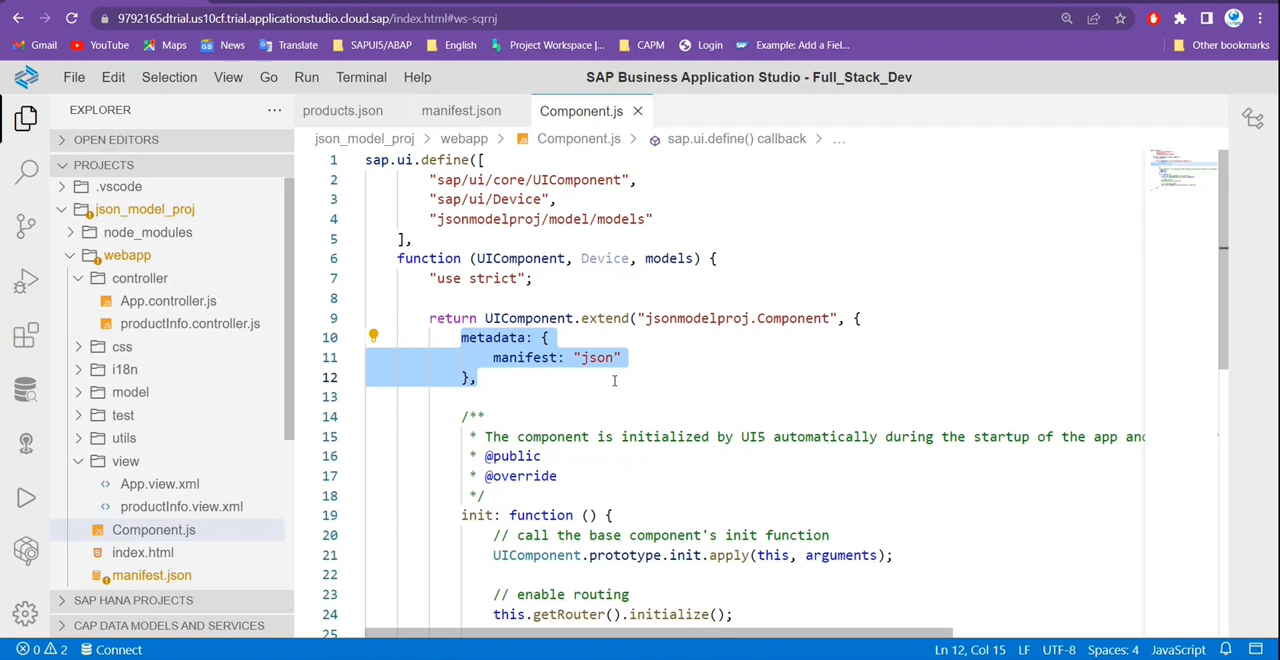 9792165dtrial.us10cf.trial.applicationstudio.cloud.sap/index.html#ws-sqrnj
Gmail YouTube Maps News Translate SAPUI5/ABAP English Project Workspace |... CAPM Login Example: Add a Fiel... Other bookmarks
File Edit Selection View Go Run Terminal Help SAP Business Application Studio - Full_Stack_Dev
EXPLORER ... products.json manifest.json Component.js
OPEN EDITORS json_model_proj > webapp > Component.js > sap.ui.define() callback > ...
PROJECTS
.vscode
json_model_proj
node_modules
webapp
controller
App.controller.js
productInfo.controller.js
css
i18n
model
test
utils
view
App.view.xml
productInfo.view.xml
Component.js
index.html
manifest.json
SAP HANA PROJECTS
CAP DATA MODELS AND SERVICES
1 sap.ui.define([
2 "sap/ui/core/UIComponent",
3 "sap/ui/Device",
4 "jsonmodelproj/model/models"
5 ],
6 function (UIComponent, Device, models) {
7 "use strict";
8
9 return UIComponent.extend("jsonmodelproj.Component", {
10 metadata: {
11 manifest: "json"
12 },
13
14 /**
15 * The component is initialized by UI5 automatically during the startup of the app
16 * @public
17 * @override
18 */
19 init: function () {
20 // call the base component's init function
21 UIComponent.prototype.init.apply(this, arguments);
22
23 // enable routing
24 this.getRouter().initialize();
25
0 2 Connect Ln 12, Col 15 LF UTF-8 Spaces: 4 JavaScript